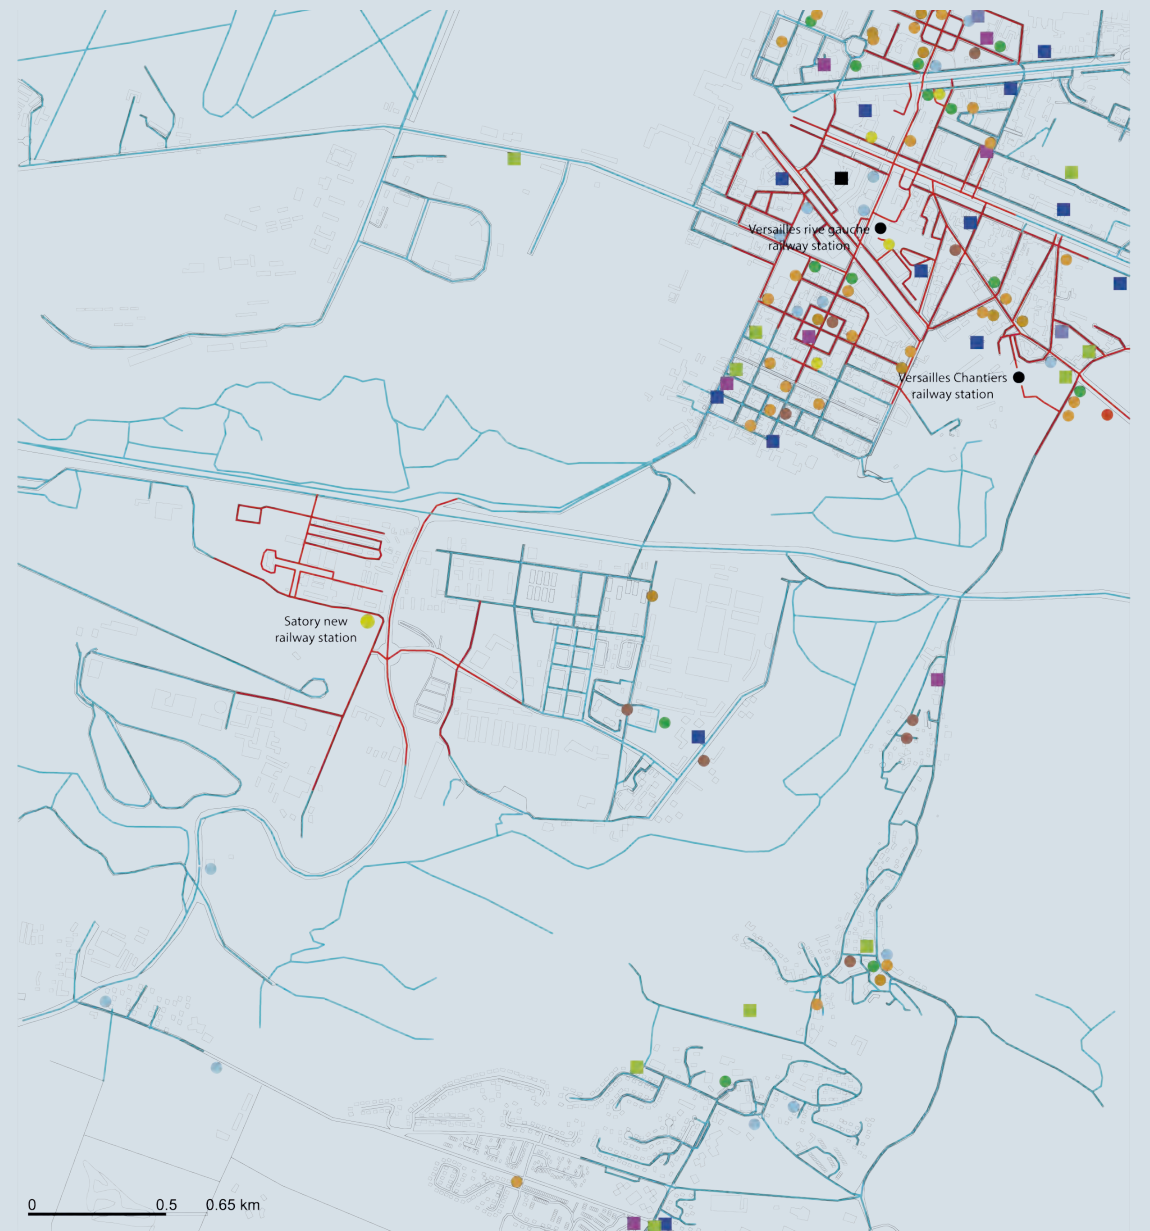 Versailles rive gauche
railway station
Versailles Chantiers
railway station
Satory new
railway station
0 0.5 0.65 km